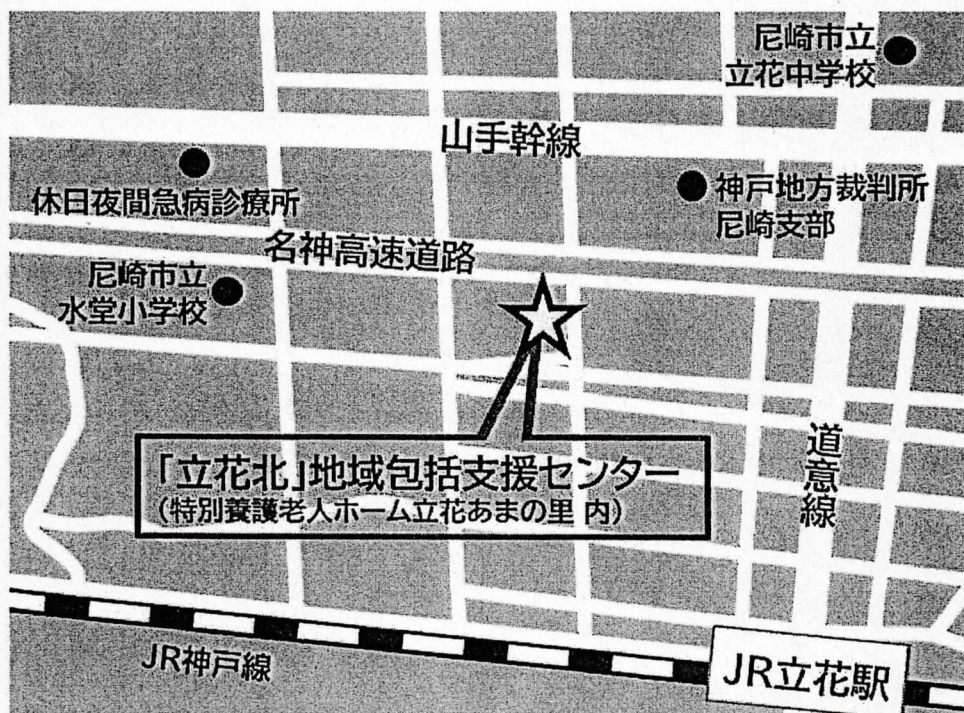 尼崎市立
立花中学校
山手幹線
休日夜間急病診療所
神戸地方裁判所
尼崎支部
名神高速道路
尼崎市立
水堂小学校
「立花北」地域包括支援センター
(特別養護老人ホーム立花あまの里 内)
道意線
JR神戸線
JR立花駅